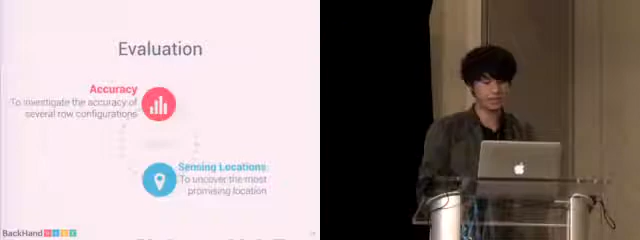 Evaluation
Accuracy
To investigate the accuracy of
several row configurations
Sensing Locations
To uncover the most
promising location
BackHand